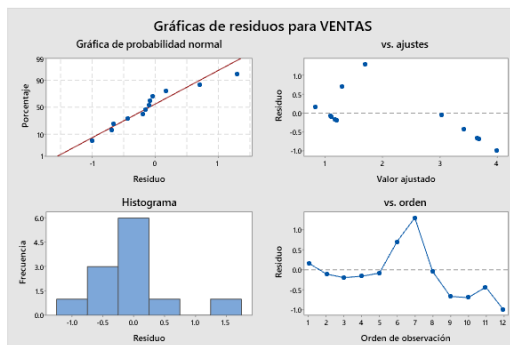 Gráficas de residuos para VENTAS
Gráfica de probabilidad normal
99
90
50
10
1
Porcentaje
-1 0 1
Residuo
vs. ajustes
1.0
0.5
0.0
-0.5
-1.0
Residuo
1 2 3 4
Valor ajustado
Histograma
6.0
4.5
3.0
1.5
0.0
Frecuencia
-1.0 -0.5 0.0 0.5 1.0 1.5
Residuo
vs. orden
1.0
0.5
0.0
-0.5
-1.0
Residuo
1 2 3 4 5 6 7 8 9 10 11 12
Orden de observación